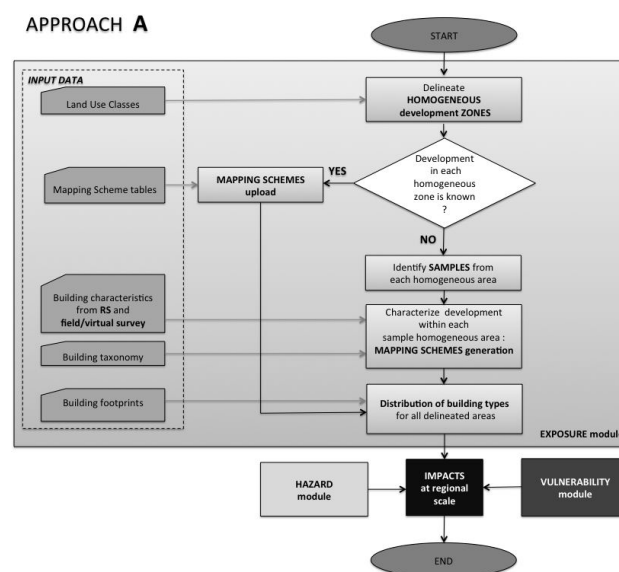 APPROACH A
START
INPUT DATA
Land Use Classes
Delineate
HOMOGENEOUS
development ZONES
Mapping Scheme tables
MAPPING SCHEMES
upload
YES
Development
in each
homogeneous
zone is known
?
NO
Identify SAMPLES from
each homogeneous area
Building characteristics
from RS and
field/virtual survey
Characterize development
within each
sample homogeneous area :
MAPPING SCHEMES generation
Building taxonomy
Building footprints
Distribution of building types
for all delineated areas
EXPOSURE module
HAZARD
module
IMPACTS
at regional
scale
VULNERABILITY
module
END